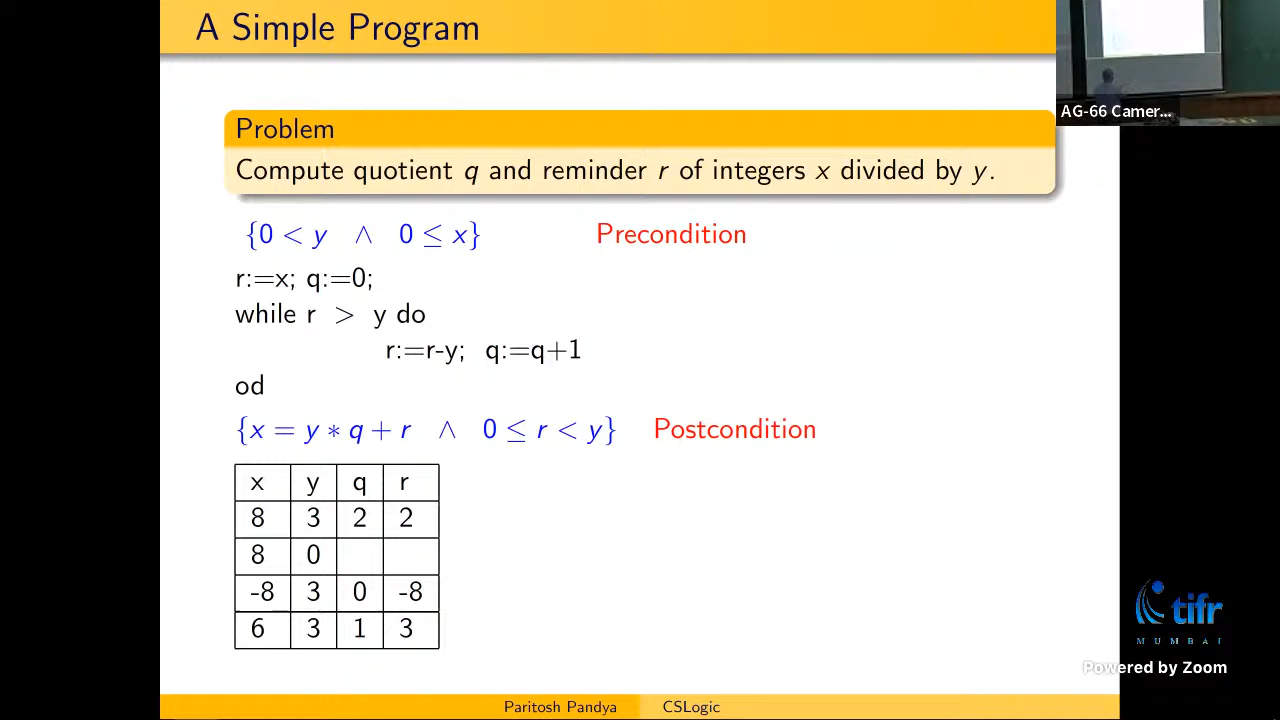 A Simple Program
AG-66 Camer...
Problem
Compute quotient q and reminder r of integers x divided by y.
{0 < y ∧ 0 ≤ x} Precondition
r:=x; q:=0;
while r > y do
r:=r-y; q:=q+1
od
{x = y ∗ q + r ∧ 0 ≤ r < y} Postcondition
x y q r
8 3 2 2
8 0
-8 3 0 -8
6 3 1 3
tifr
MUMBAI
Powered by Zoom
Paritosh Pandya CSLogic